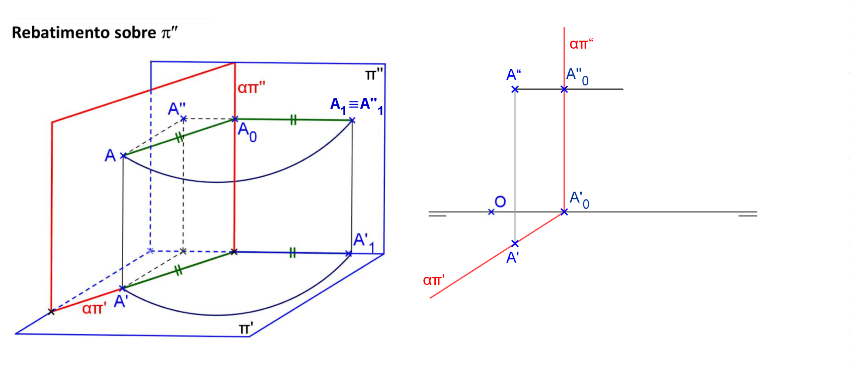 Rebatimento sobre π″
π"
απ"
A"
A₁≡A"₁
A₀
A
A'₁
A'
απ'
π'
απ“
A“
A"₀
O
A'₀
A'
απ'